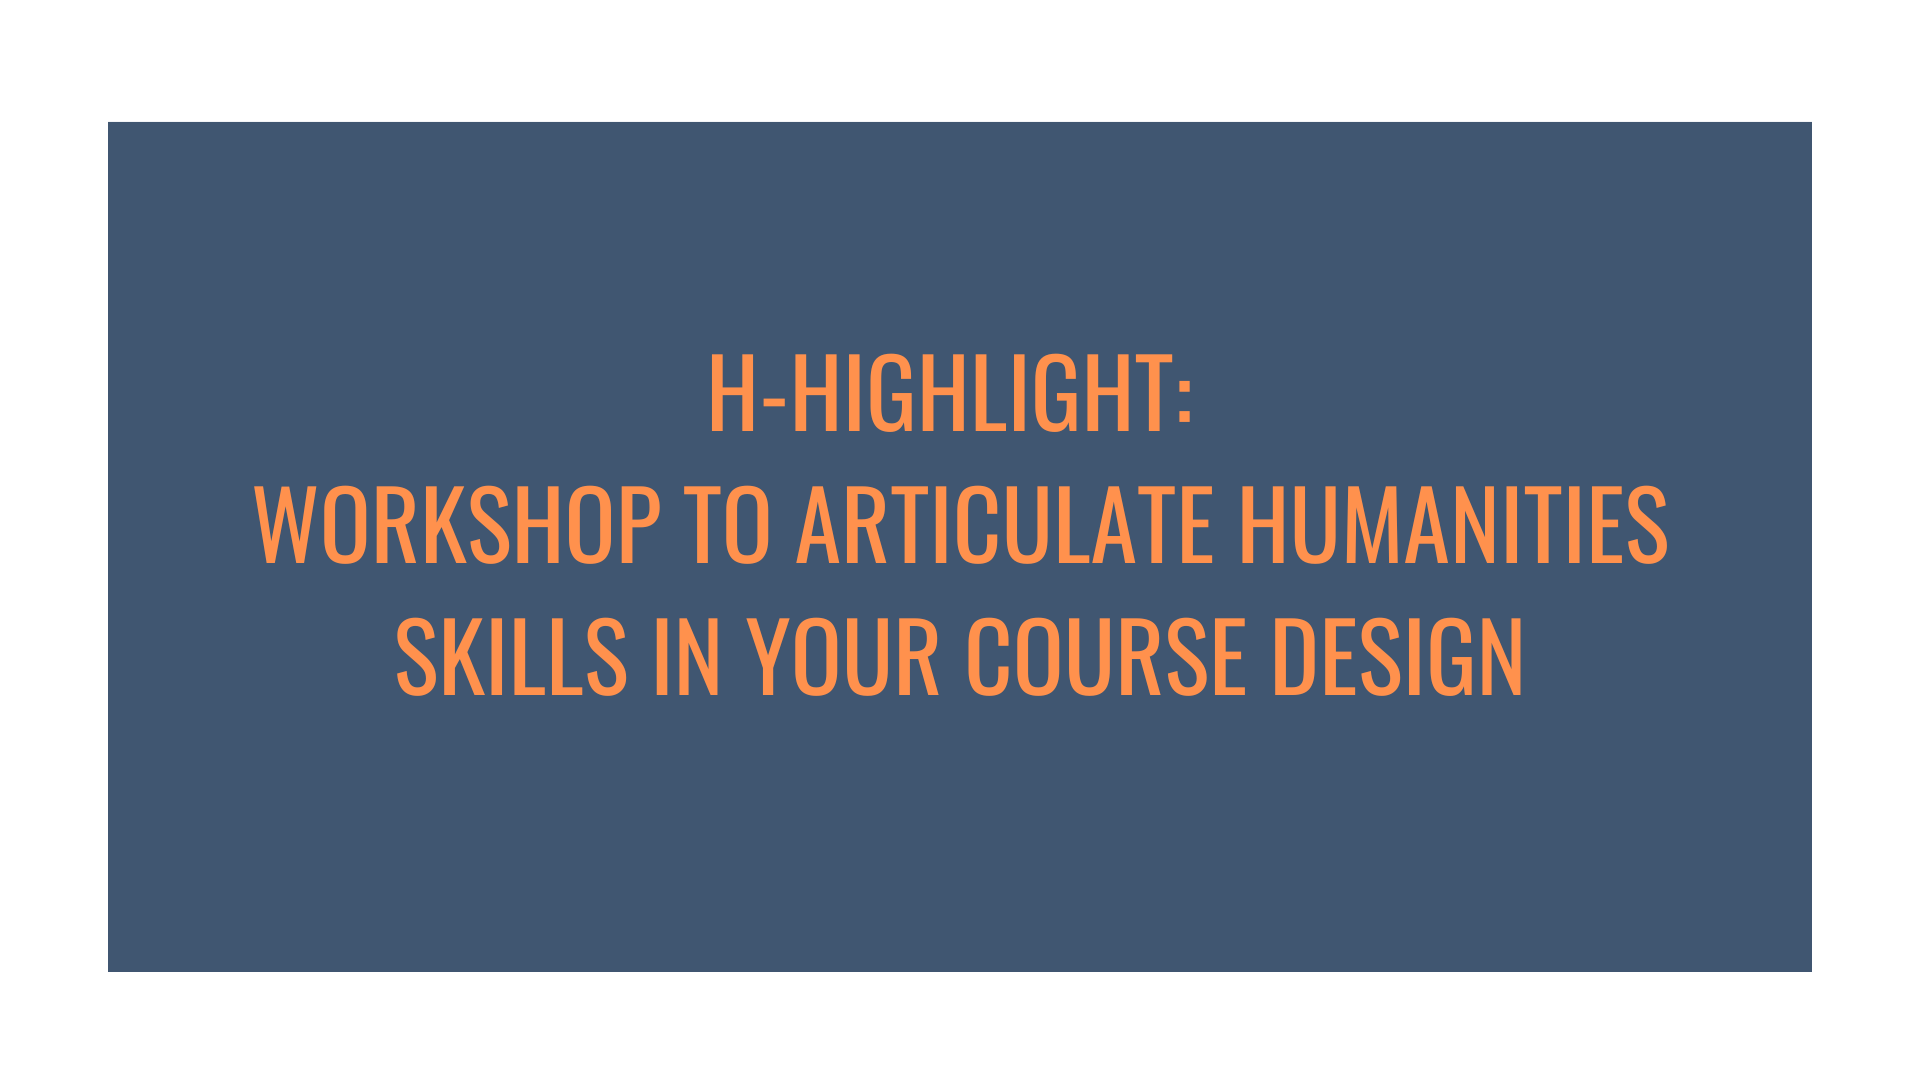 H-HIGHLIGHT:
WORKSHOP TO ARTICULATE HUMANITIES
SKILLS IN YOUR COURSE DESIGN